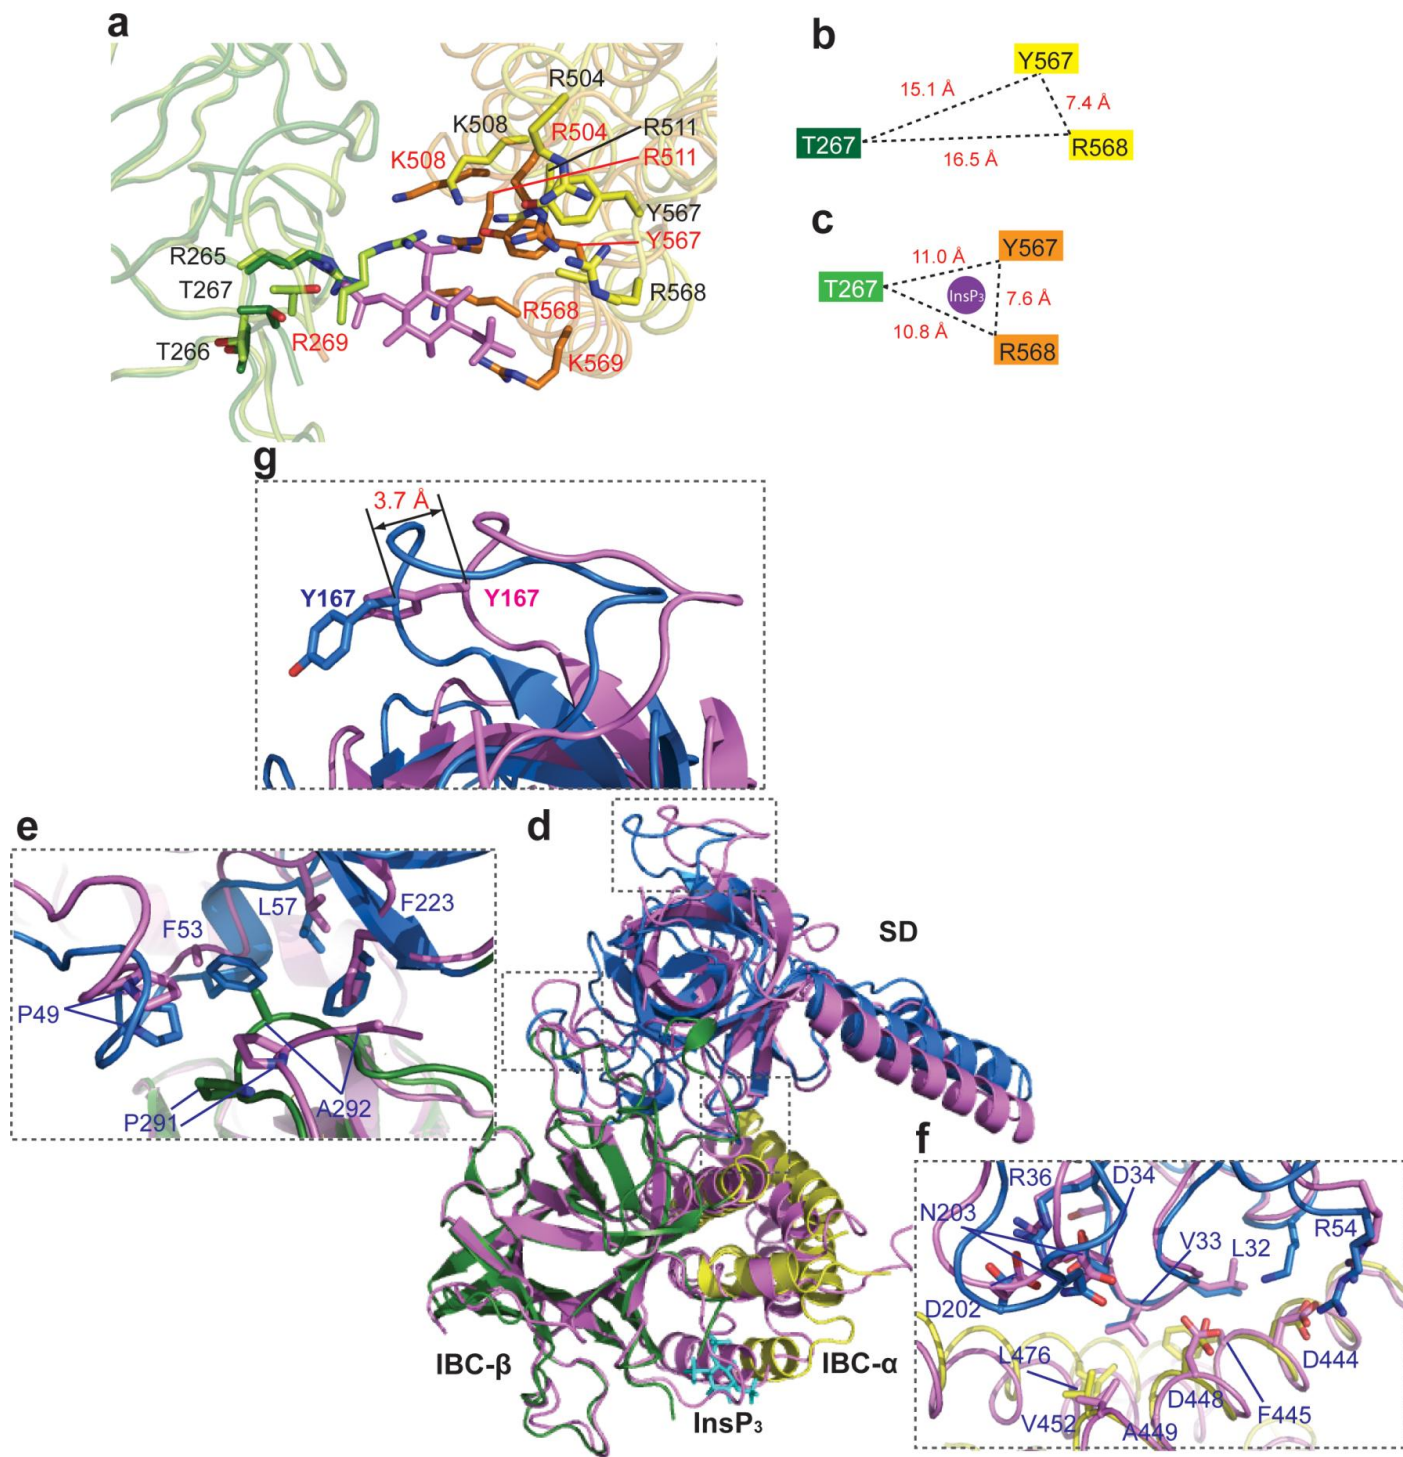 a
R504
K508
R504
R511
K508
R511
Y567
Y567
R265
T267
R568
R568
R269
T266
K569
b
Y567
15.1 Å
7.4 Å
T267
16.5 Å
R568
c
Y567
11.0 Å
T267
InsP₃
7.6 Å
10.8 Å
R568
g
3.7 Å
Y167
Y167
e
L57
F223
F53
P49
A292
P291
d
SD
IBC-β
IBC-α
InsP₃
f
R36
D34
N203
R54
V33
L32
D202
L476
D444
D448
F445
V452
A449